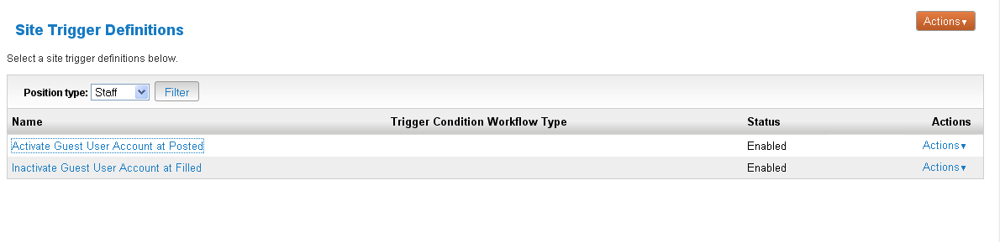 Site Trigger Definitions
Actions▾
Select a site trigger definitions below.
Position type: Staff Filter
Name Trigger Condition Workflow Type Status Actions
Activate Guest User Account at Posted Enabled Actions▾
Inactivate Guest User Account at Filled Enabled Actions▾